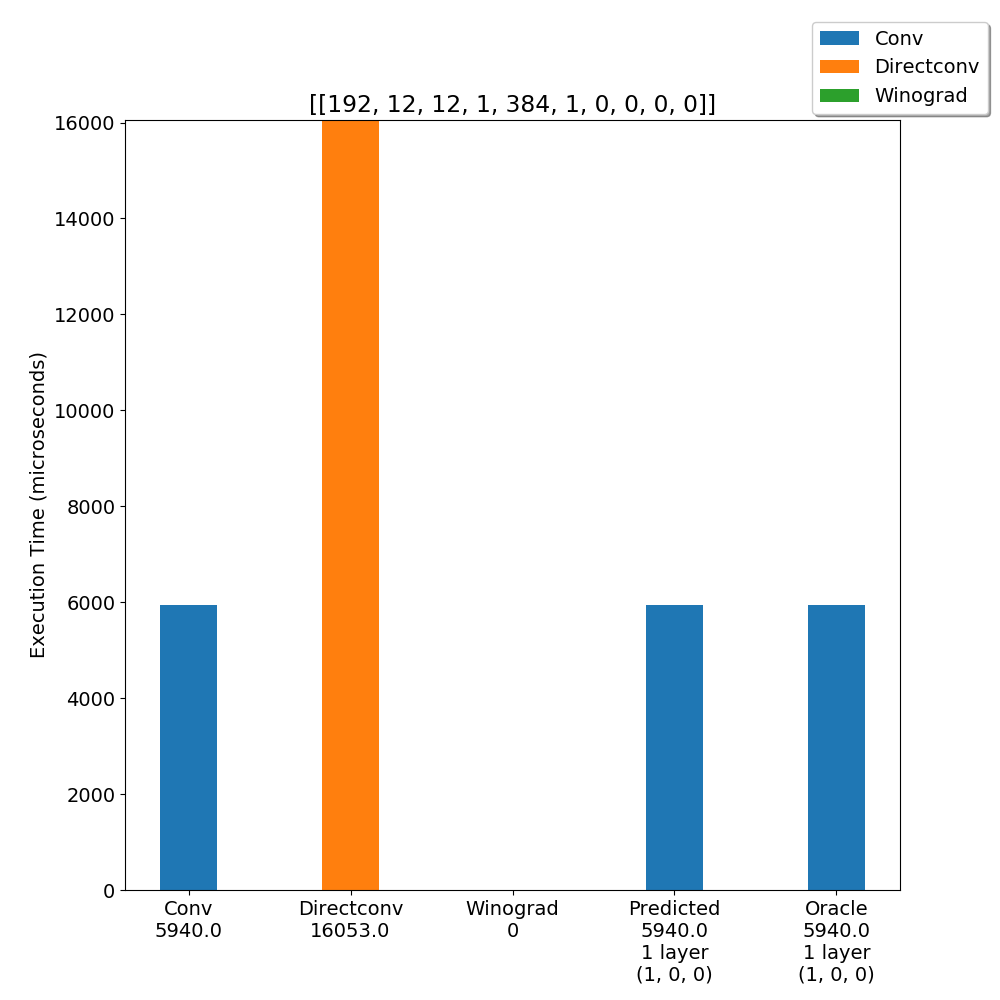 Conv
Directconv
Winograd
[[192, 12, 12, 1, 384, 1, 0, 0, 0, 0]]
16000
14000
12000
10000
8000
6000
4000
2000
0
Execution Time (microseconds)
Conv
5940.0
Directconv
16053.0
Winograd
0
Predicted
5940.0
1 layer
(1, 0, 0)
Oracle
5940.0
1 layer
(1, 0, 0)